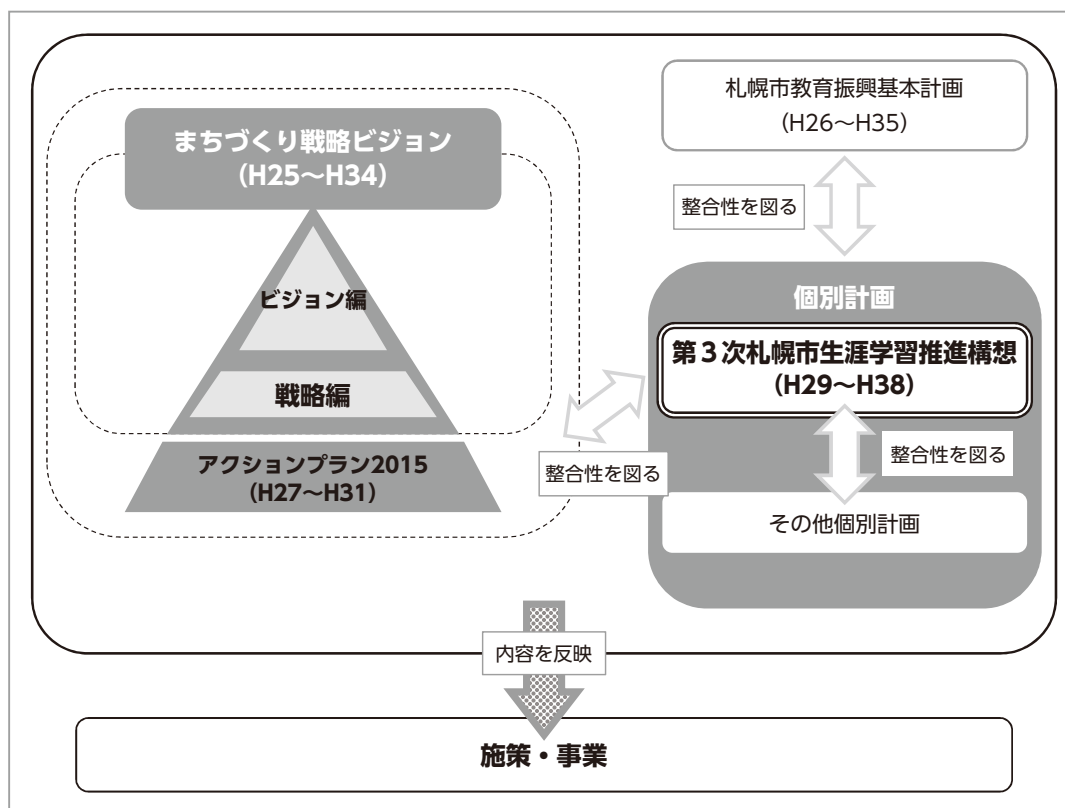 まちづくり戦略ビジョン
(H25〜H34)
ビジョン編
戦略編
アクションプラン2015
(H27〜H31)
札幌市教育振興基本計画
(H26〜H35)
整合性を図る
個別計画
第3次札幌市生涯学習推進構想
(H29〜H38)
整合性を図る
整合性を図る
その他個別計画
内容を反映
施策・事業